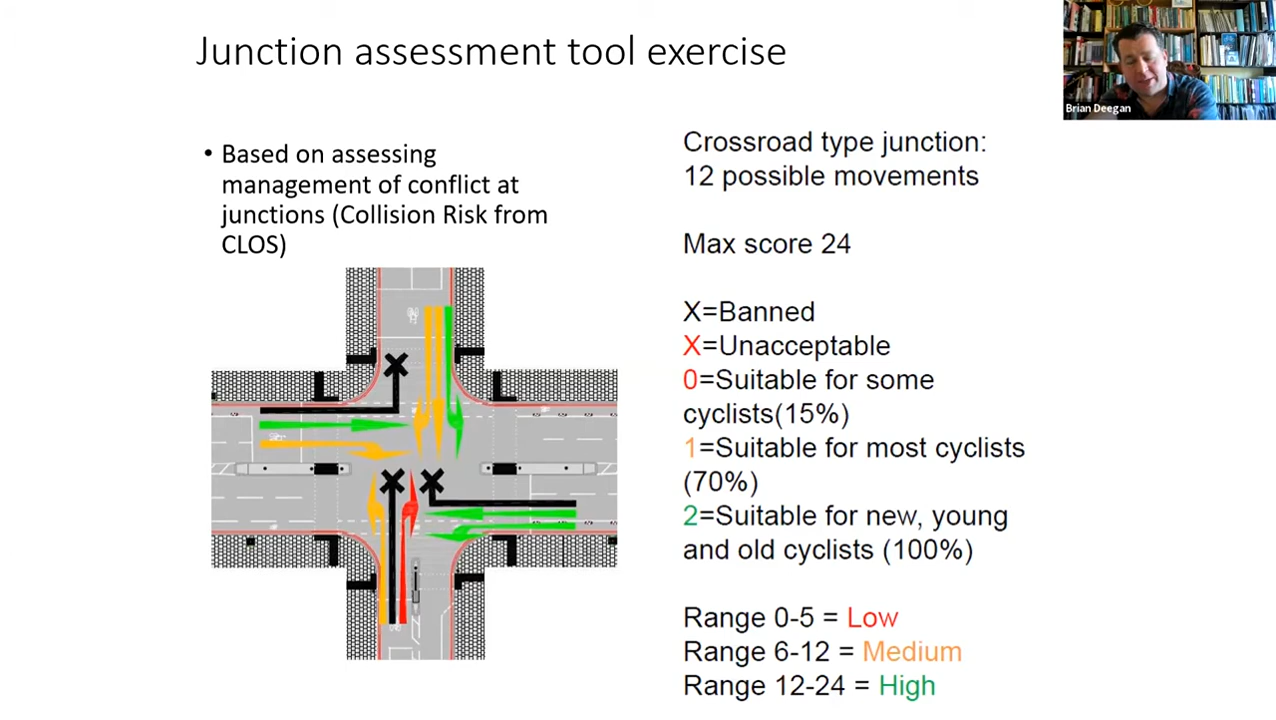 Junction assessment tool exercise
Brian Deegan
• Based on assessing
management of conflict at
junctions (Collision Risk from
CLOS)
Crossroad type junction:
12 possible movements
Max score 24
X=Banned
X=Unacceptable
0=Suitable for some
cyclists(15%)
1=Suitable for most cyclists
(70%)
2=Suitable for new, young
and old cyclists (100%)
Range 0-5 = Low
Range 6-12 = Medium
Range 12-24 = High